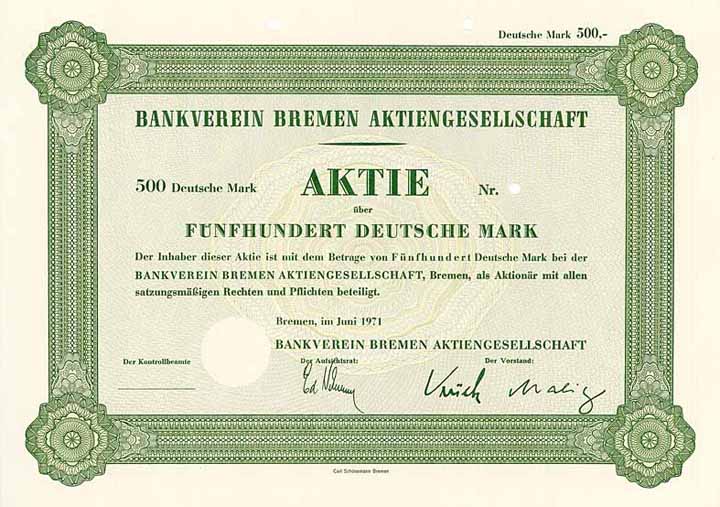 Deutsche Mark 500,-
BANKVEREIN BREMEN AKTIENGESELLSCHAFT
500 Deutsche Mark AKTIE Nr.
über
FÜNFHUNDERT DEUTSCHE MARK
Der Inhaber dieser Aktie ist mit dem Betrage von Fünfhundert Deutsche Mark bei der
BANKVEREIN BREMEN AKTIENGESELLSCHAFT, Bremen, als Aktionär mit allen
satzungsmäßigen Rechten und Pflichten beteiligt.
Bremen, im Juni 1971
BANKVEREIN BREMEN AKTIENGESELLSCHAFT
Der Kontrollbeamte Der Aufsichtsrat: Der Vorstand:
Carl Schünemann Bremen